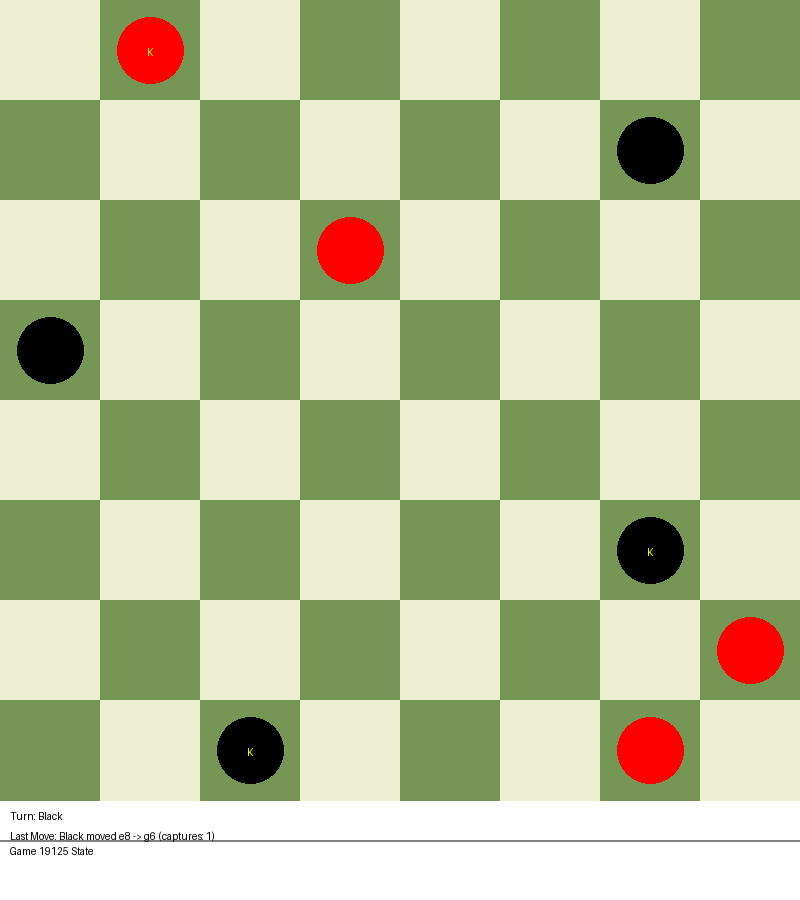 K
K
K
Turn: Black
Last Move: Black moved e8 -> g6 (captures: 1)
Game 19125 State